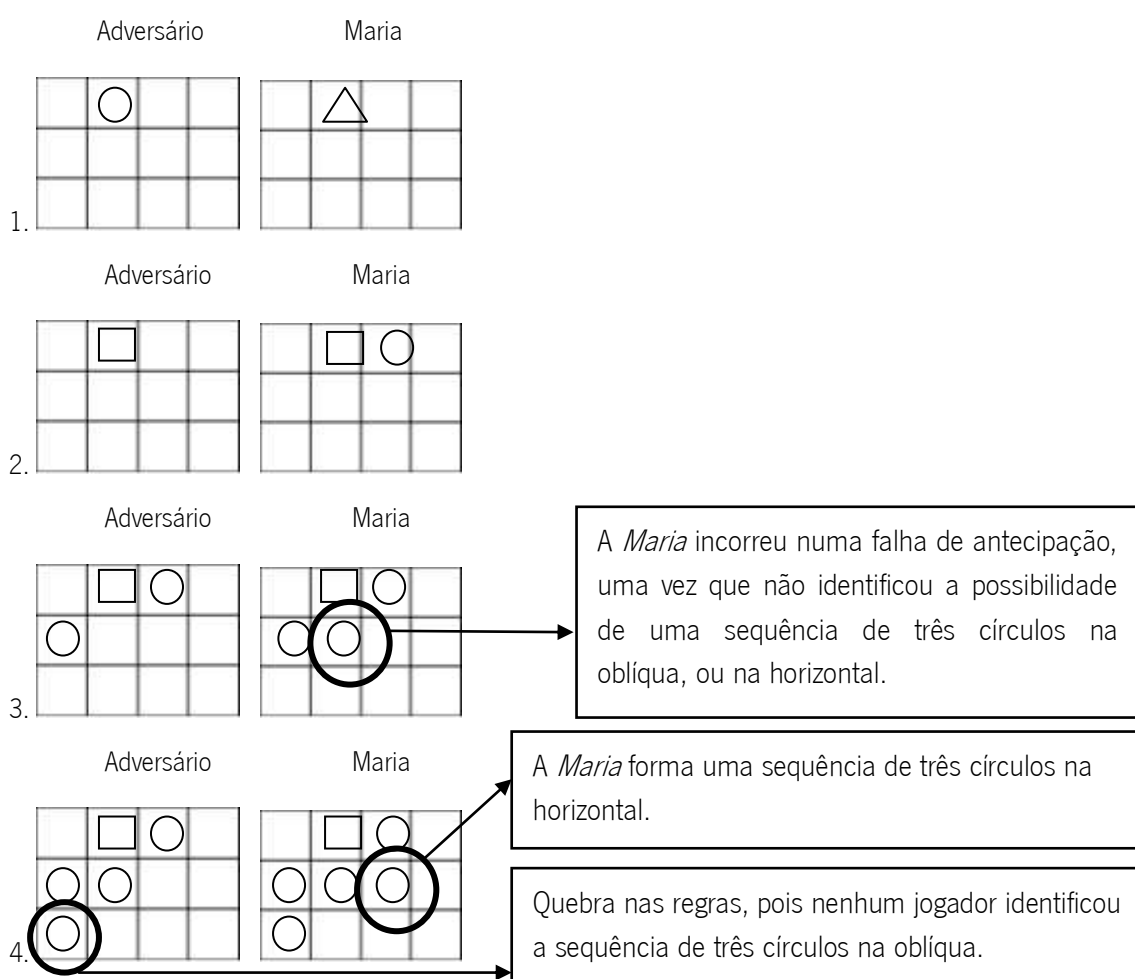 Adversário Maria
1.
Adversário Maria
2.
Adversário Maria
A Maria incorreu numa falha de antecipação,
uma vez que não identificou a possibilidade
de uma sequência de três círculos na
oblíqua, ou na horizontal.
3.
Adversário Maria
A Maria forma uma sequência de três círculos na
horizontal.
Quebra nas regras, pois nenhum jogador identificou
a sequência de três círculos na oblíqua.
4.